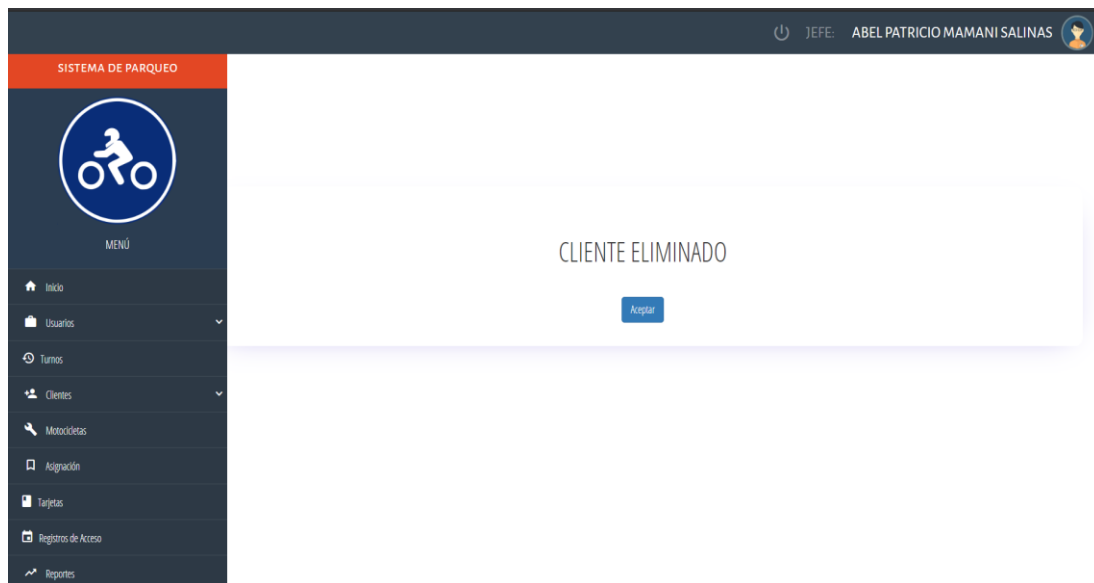 JEFE: ABEL PATRICIO MAMANI SALINAS
SISTEMA DE PARQUEO
MENÚ
Inicio
Usuarios
Turnos
Clientes
Motocicletas
Asignación
Tarjetas
Registros de Acceso
Reportes
CLIENTE ELIMINADO
Aceptar